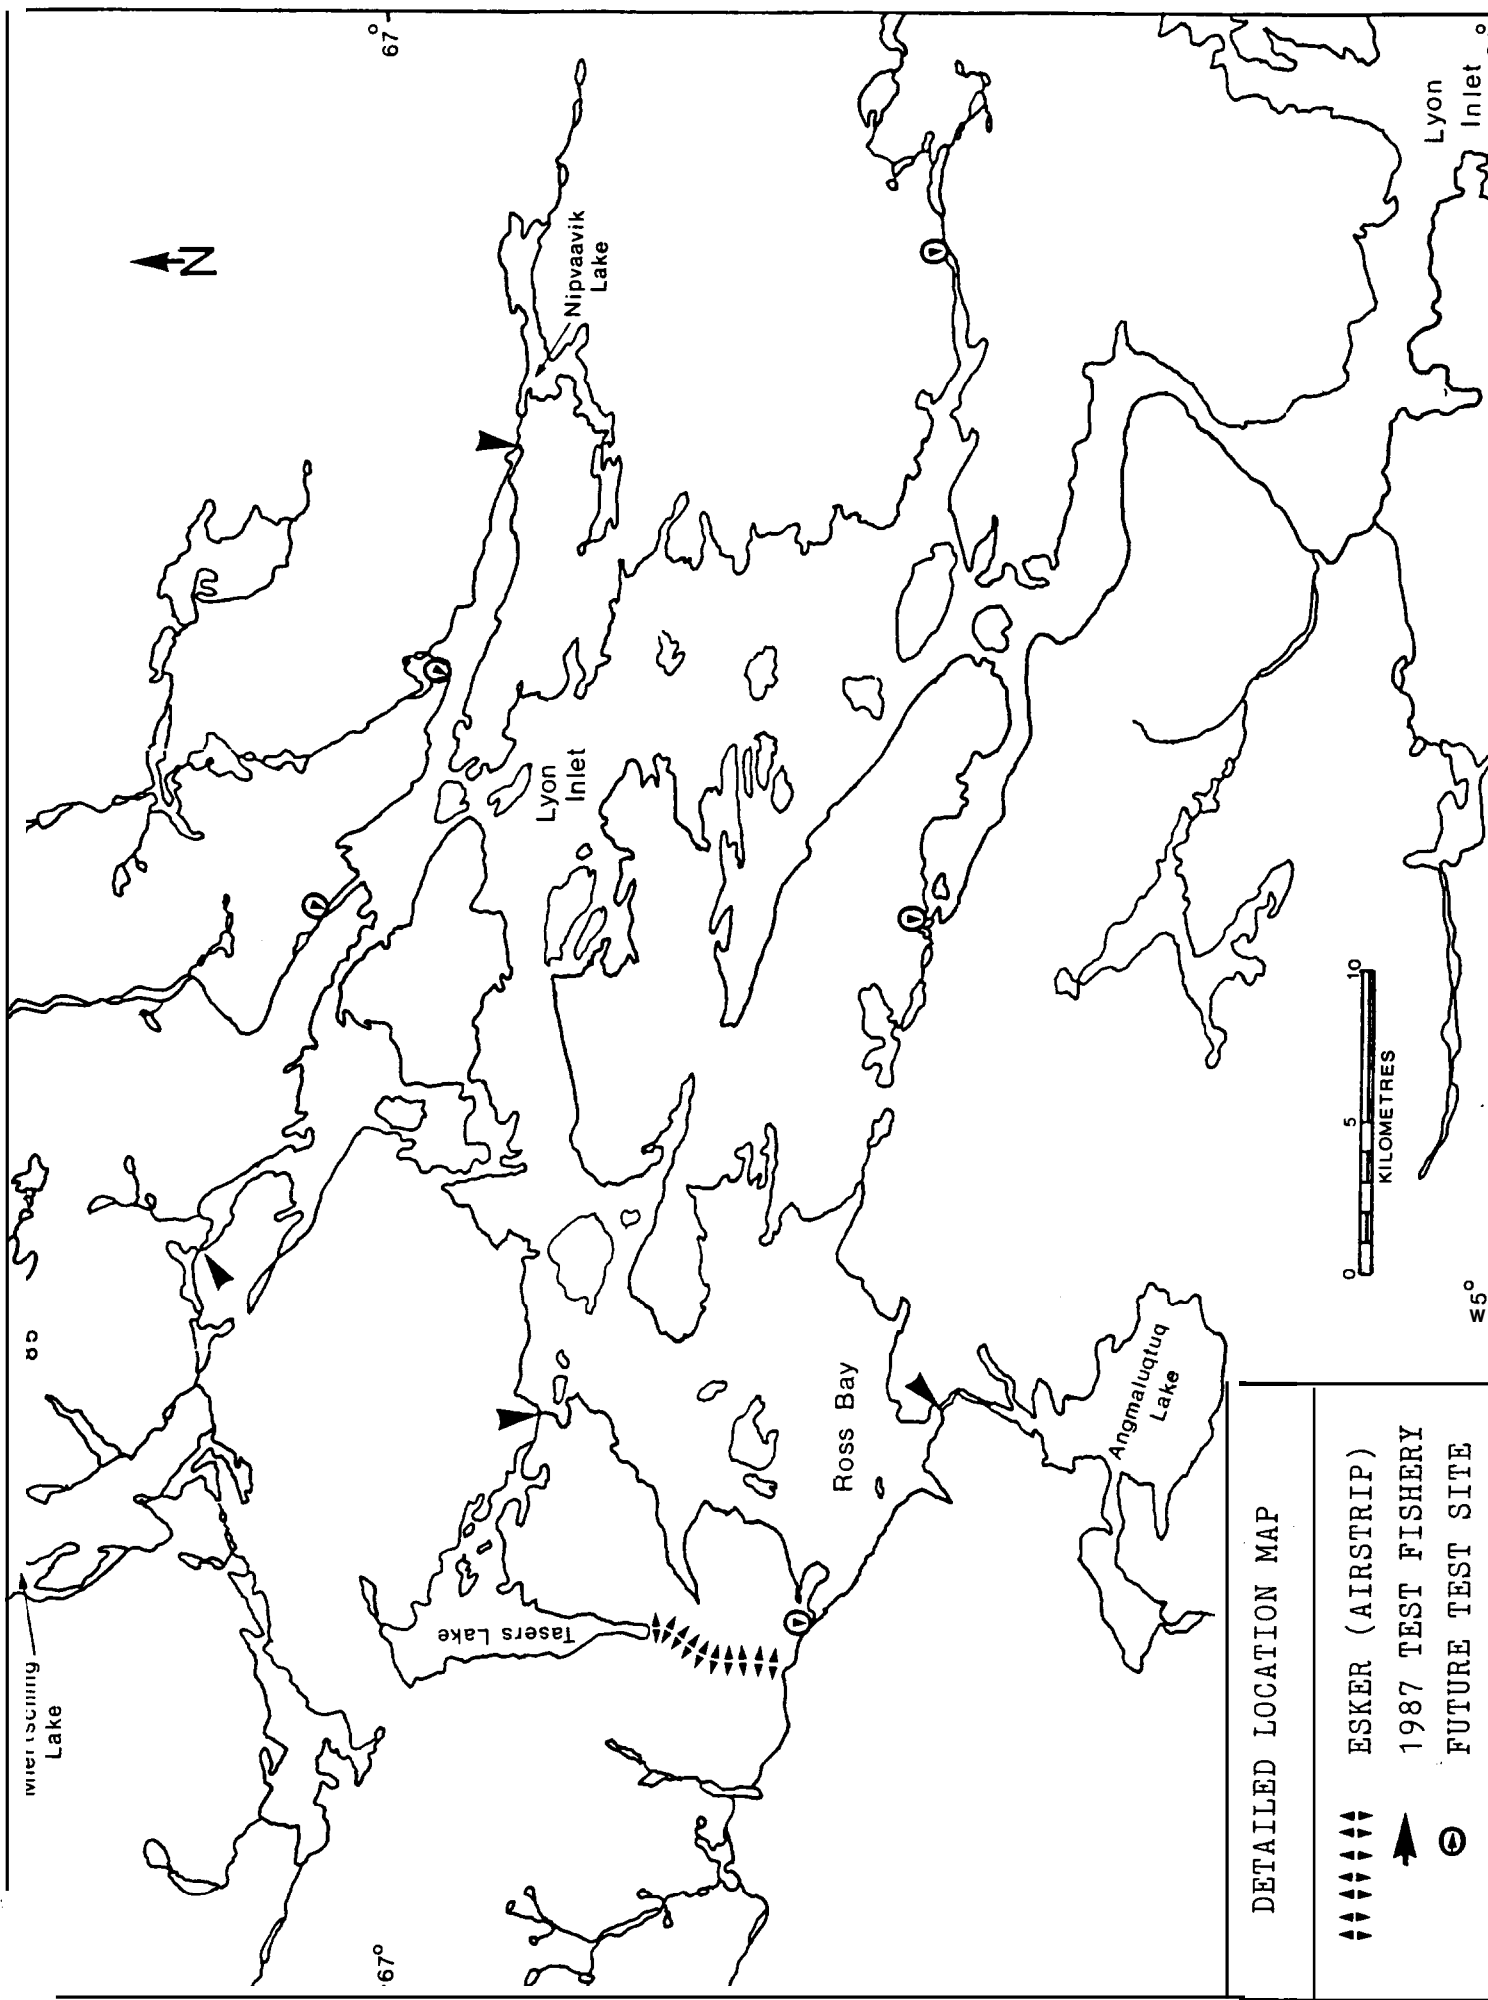 67°
Lyon
Inlet
N
Nipvaavik
Lake
Lyon
Inlet
85
Lake
67°
Tasers Lake
Ross Bay
Angmaluqtuq
Lake
0 5 10
KILOMETRES
DETAILED LOCATION MAP
ESKER (AIRSTRIP)
1987 TEST FISHERY
FUTURE TEST SITE